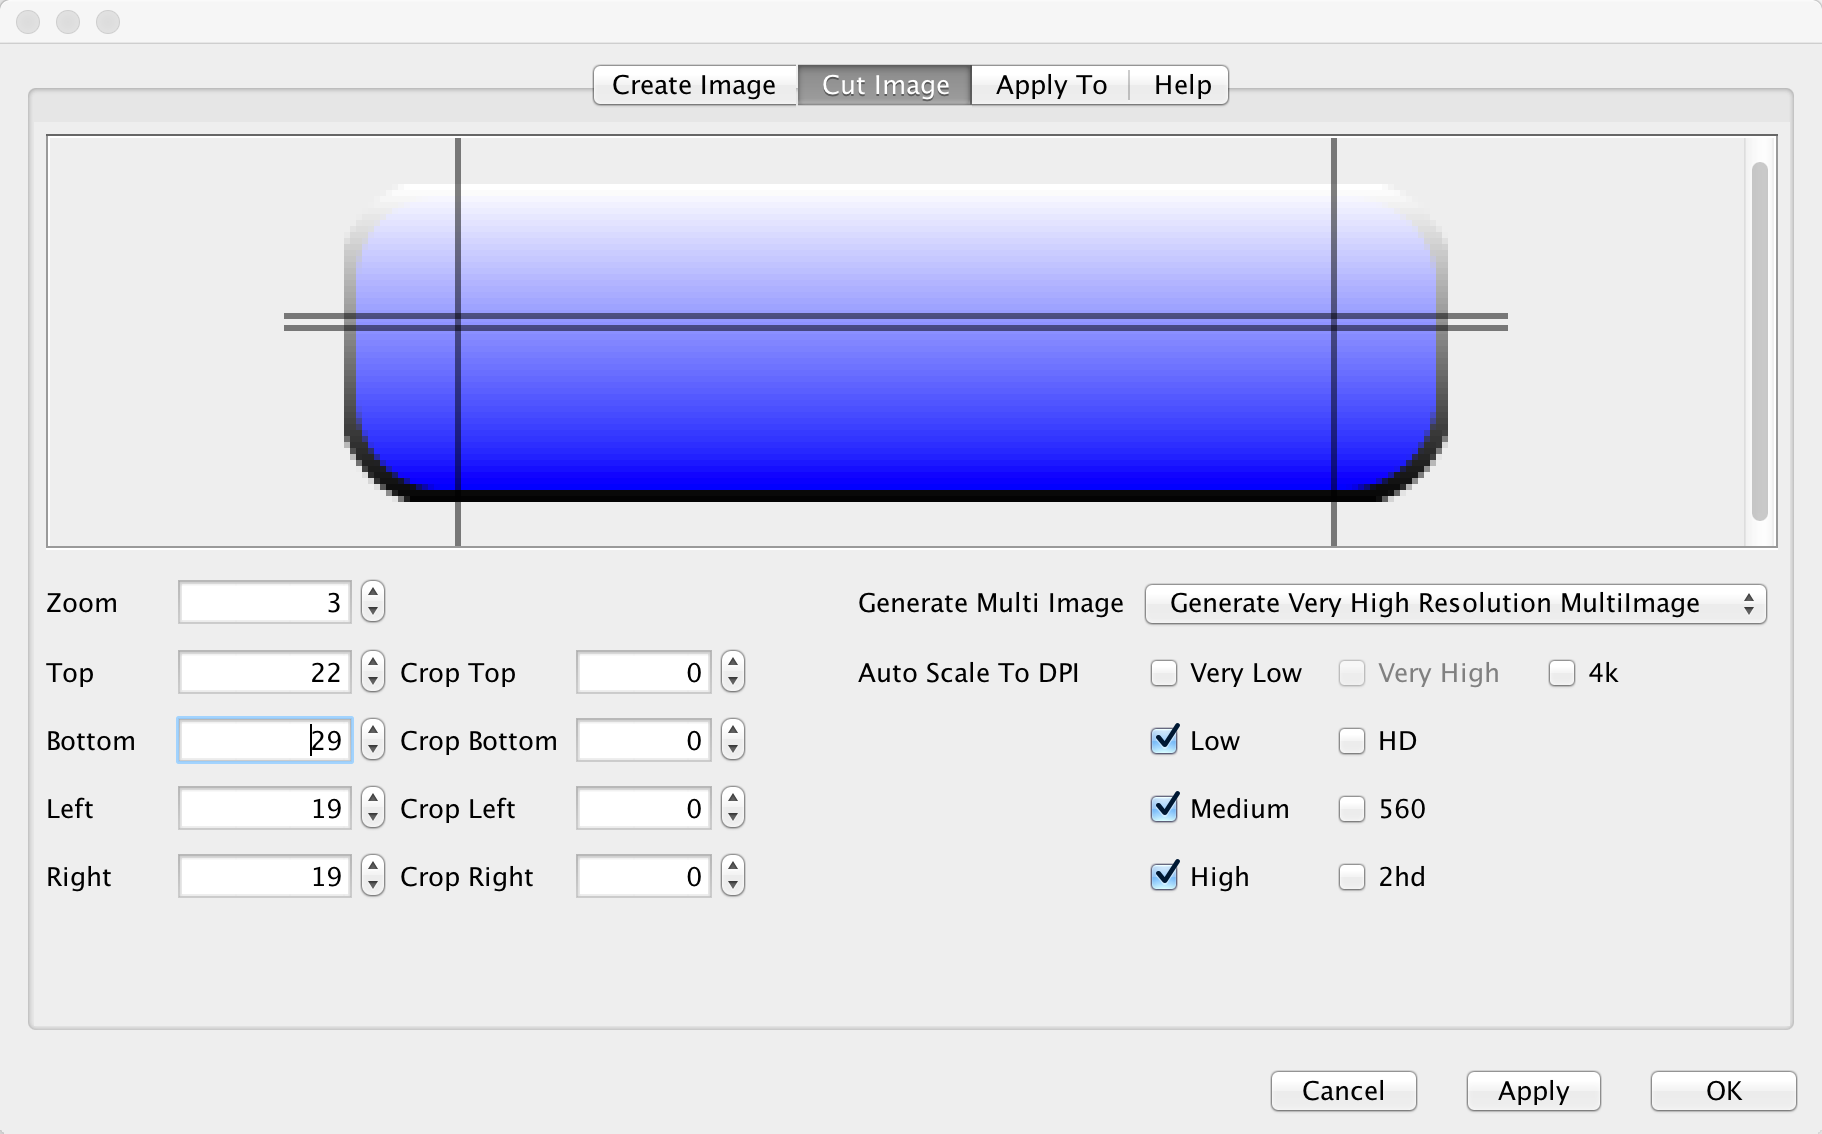 Create Image Cut Image Apply To Help
Zoom 3 Generate Multi Image Generate Very High Resolution MultiImage
Top 22 Crop Top 0 Auto Scale To DPI Very Low Very High 4k
Bottom 29 Crop Bottom 0 Low HD
Left 19 Crop Left 0 Medium 560
Right 19 Crop Right 0 High 2hd
Cancel Apply OK